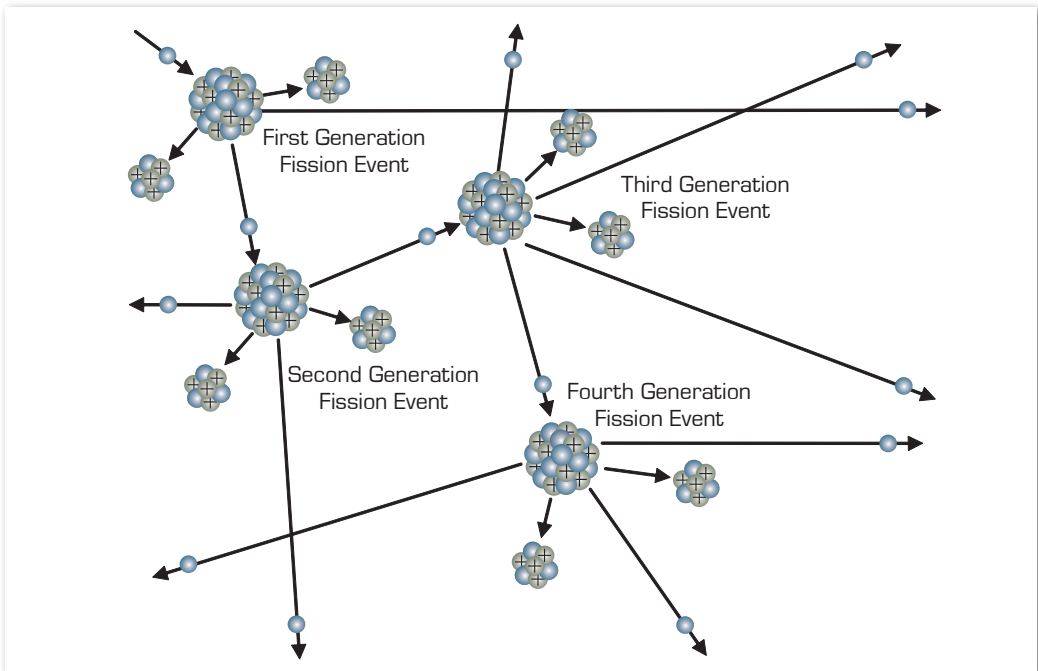 First Generation
Fission Event
Third Generation
Fission Event
Second Generation
Fission Event
Fourth Generation
Fission Event